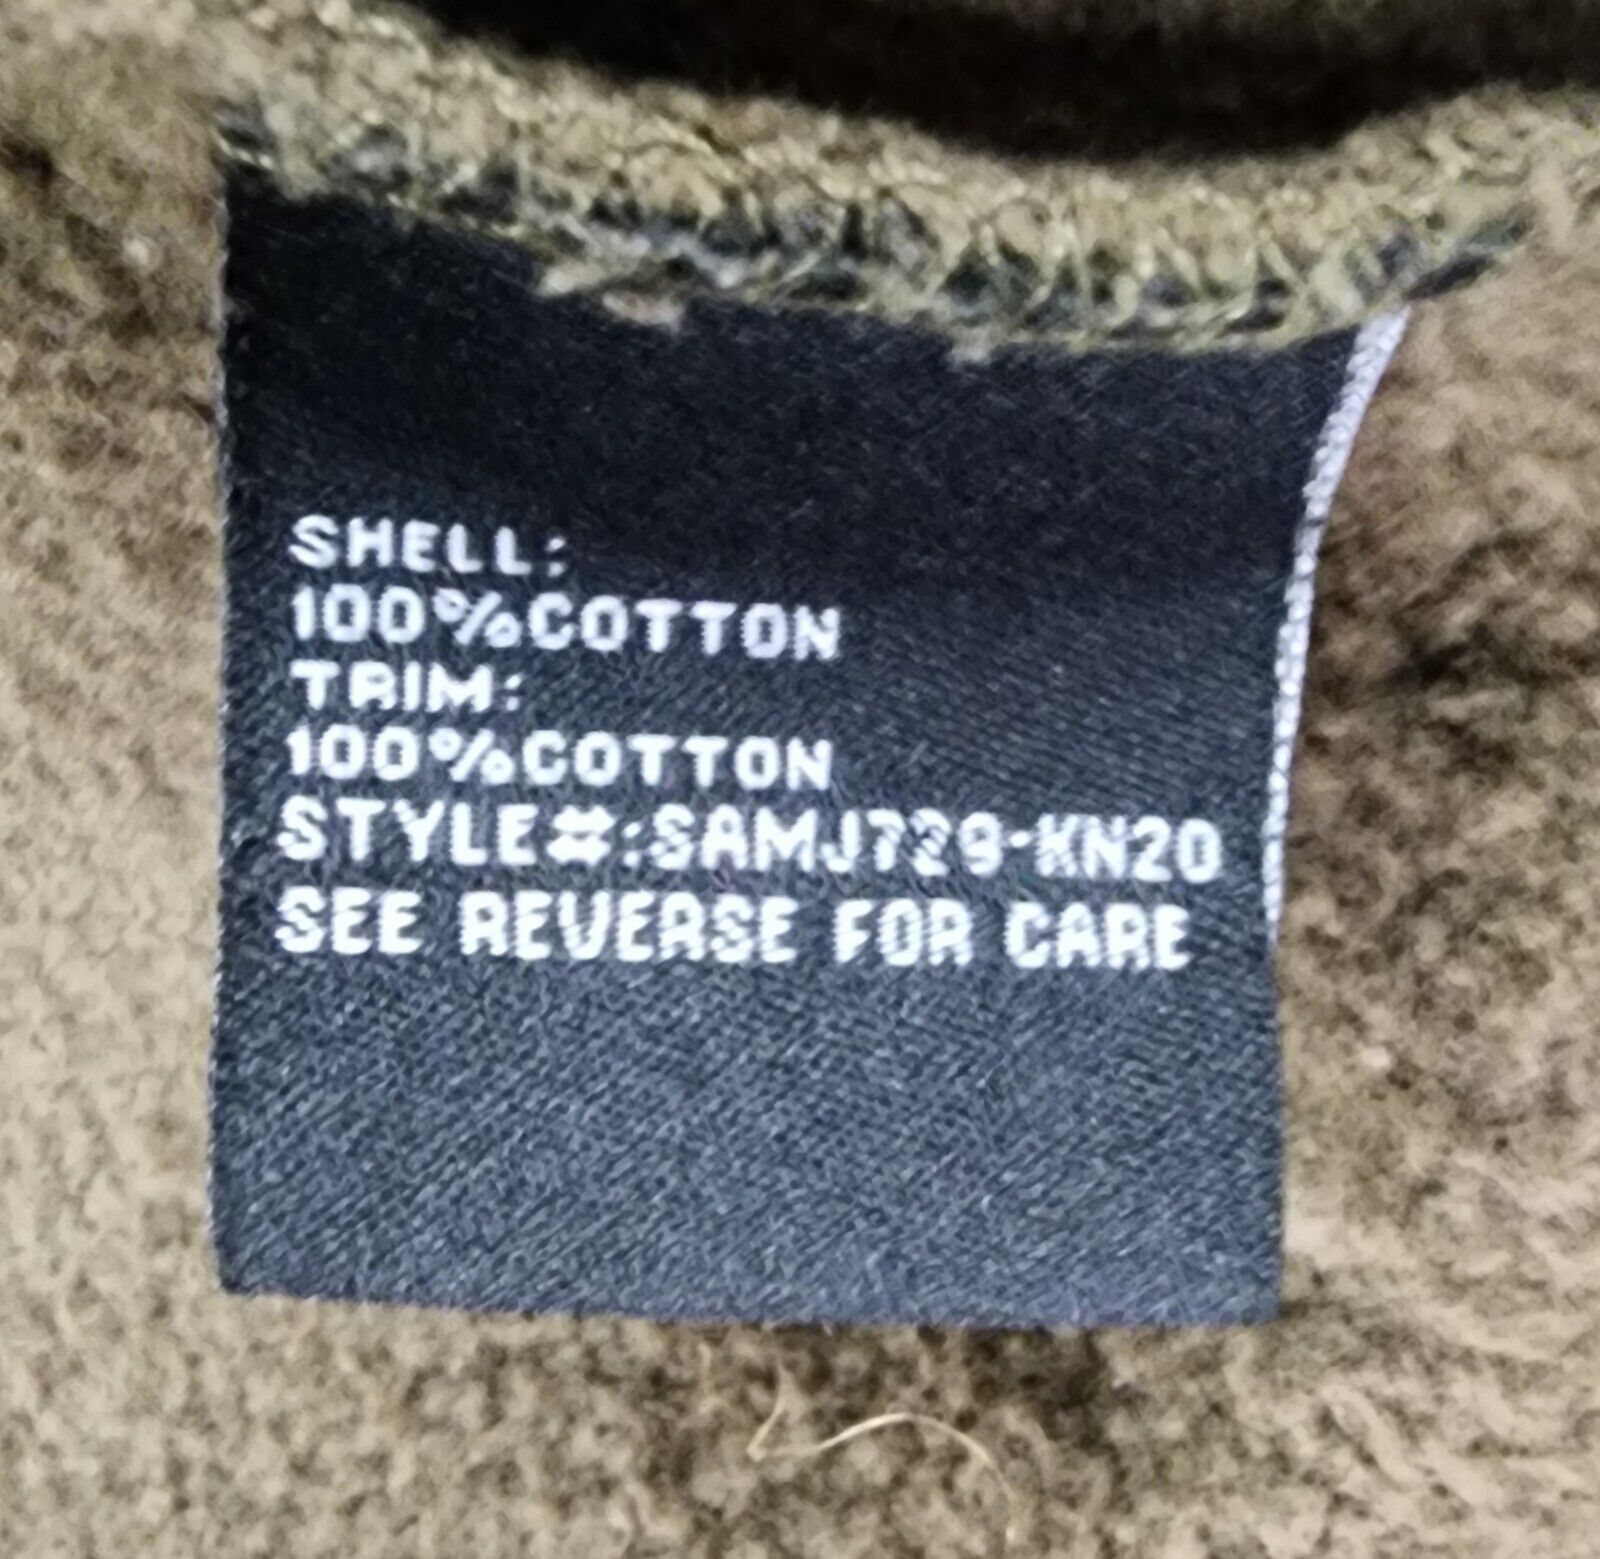 SHELL:
100%COTTON
TRIM:
100%COTTON
STYLE#:SAMJ729-KN20
SEE REVERSE FOR CARE